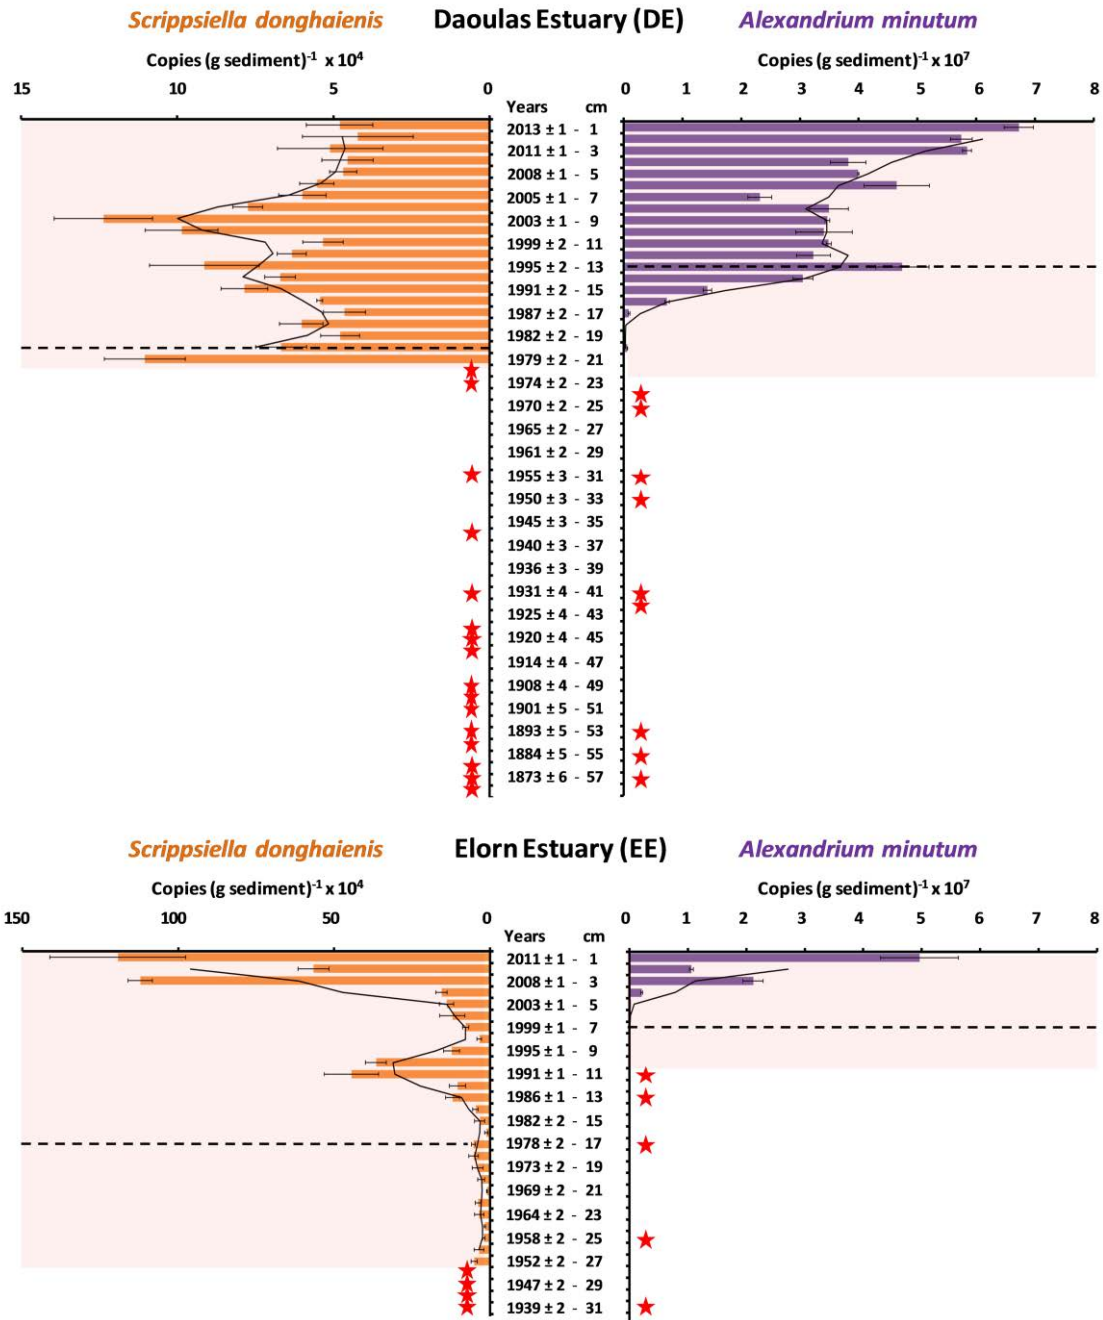 Scrippsiella donghaienis Daoulas Estuary (DE) Alexandrium minutum
Copies (g sediment)-1 x 10^4 Copies (g sediment)-1 x 10^7
15 10 5 0 0 1 2 3 4 5 6 7 8
Years cm
2013 ± 1 - 1
2011 ± 1 - 3
2008 ± 1 - 5
2005 ± 1 - 7
2003 ± 1 - 9
1999 ± 2 - 11
1995 ± 2 - 13
1991 ± 2 - 15
1987 ± 2 - 17
1982 ± 2 - 19
1979 ± 2 - 21
1974 ± 2 - 23
1970 ± 2 - 25
1965 ± 2 - 27
1961 ± 2 - 29
1955 ± 3 - 31
1950 ± 3 - 33
1945 ± 3 - 35
1940 ± 3 - 37
1936 ± 3 - 39
1931 ± 4 - 41
1925 ± 4 - 43
1920 ± 4 - 45
1914 ± 4 - 47
1908 ± 4 - 49
1901 ± 5 - 51
1893 ± 5 - 53
1884 ± 5 - 55
1873 ± 6 - 57
Scrippsiella donghaienis Elorn Estuary (EE) Alexandrium minutum
Copies (g sediment)-1 x 10^4 Copies (g sediment)-1 x 10^7
150 100 50 0 0 1 2 3 4 5 6 7 8
Years cm
2011 ± 1 - 1
2008 ± 1 - 3
2003 ± 1 - 5
1999 ± 1 - 7
1995 ± 1 - 9
1991 ± 1 - 11
1986 ± 1 - 13
1982 ± 2 - 15
1978 ± 2 - 17
1973 ± 2 - 19
1969 ± 2 - 21
1964 ± 2 - 23
1958 ± 2 - 25
1952 ± 2 - 27
1947 ± 2 - 29
1939 ± 2 - 31